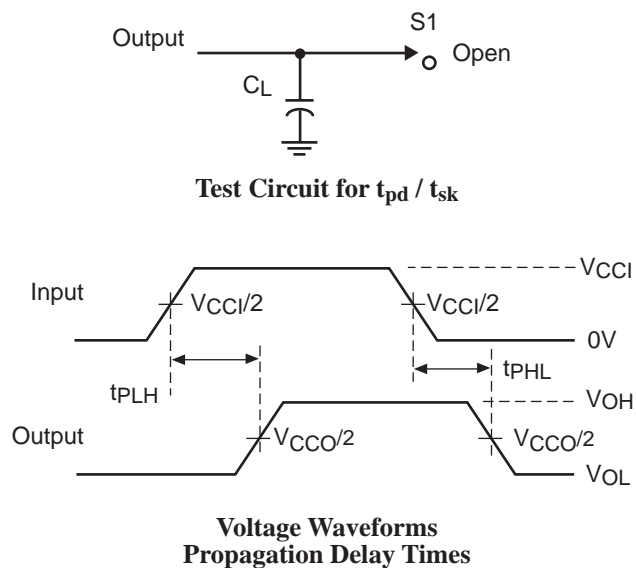 S1
Output
Open
CL
Test Circuit for tpd / tsk
VCCI
Input
VCCI/2
VCCI/2
0V
tPLH
tPHL
VOH
Output
VCCO/2
VCCO/2
VOL
Voltage Waveforms
Propagation Delay Times